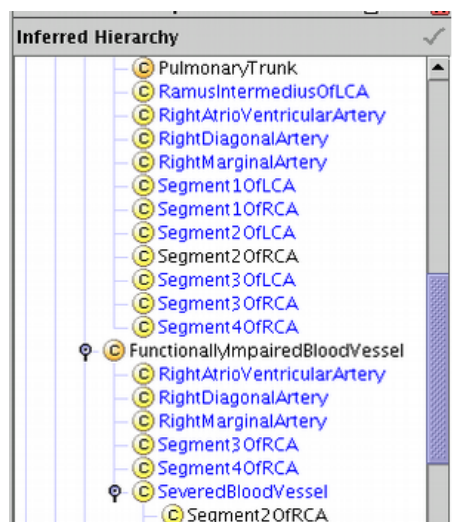 Inferred Hierarchy
C PulmonaryTrunk
C RamusIntermediusOfLCA
C RightAtrioVentricularArtery
C RightDiagonalArtery
C RightMarginalArtery
C Segment1OfLCA
C Segment1OfRCA
C Segment2OfLCA
C Segment2OfRCA
C Segment3OfLCA
C Segment3OfRCA
C Segment4OfRCA
C FunctionallyImpairedBloodVessel
C RightAtrioVentricularArtery
C RightDiagonalArtery
C RightMarginalArtery
C Segment3OfRCA
C Segment4OfRCA
C SeveredBloodVessel
C Segment2OfRCA